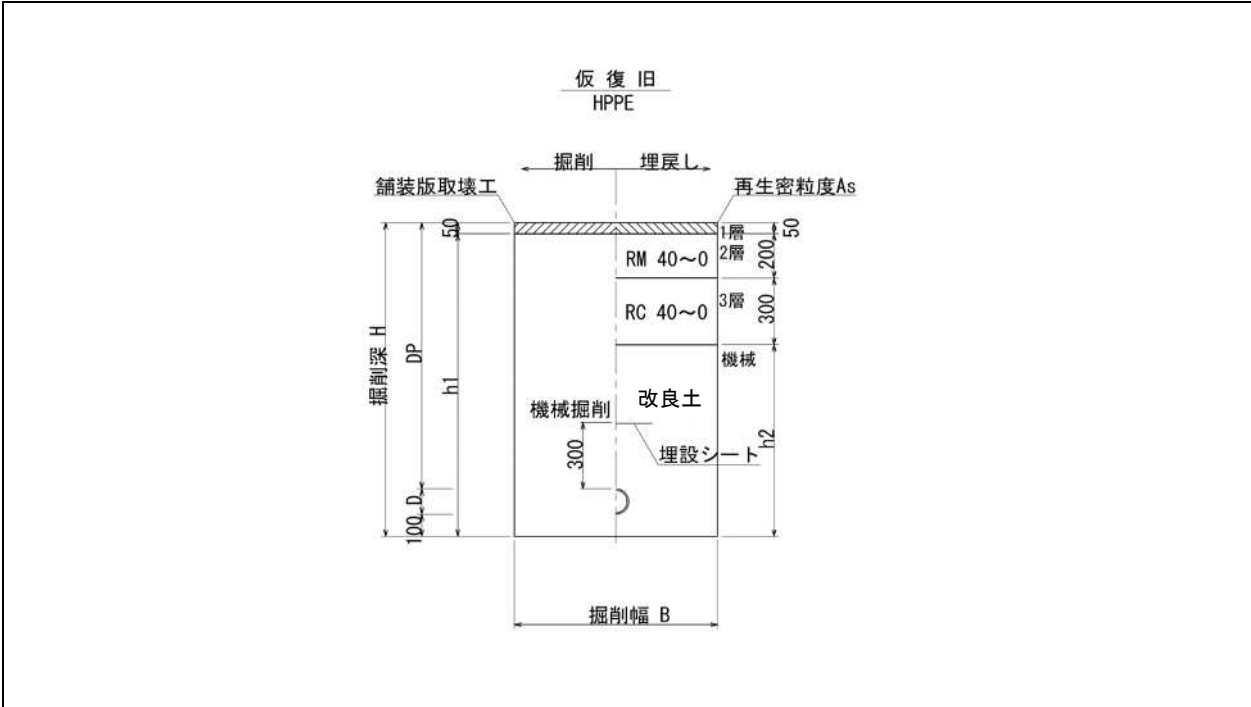 仮 復 旧
HPPE
掘削 埋戻し
舗装版取壊工 再生密粒度As
50 1層 50
RM 40～0 2層 200
RC 40～0 3層 300
掘削深 H DP h1 機械
改良土
機械掘削
300 埋設シート h2
D
100
掘削幅 B